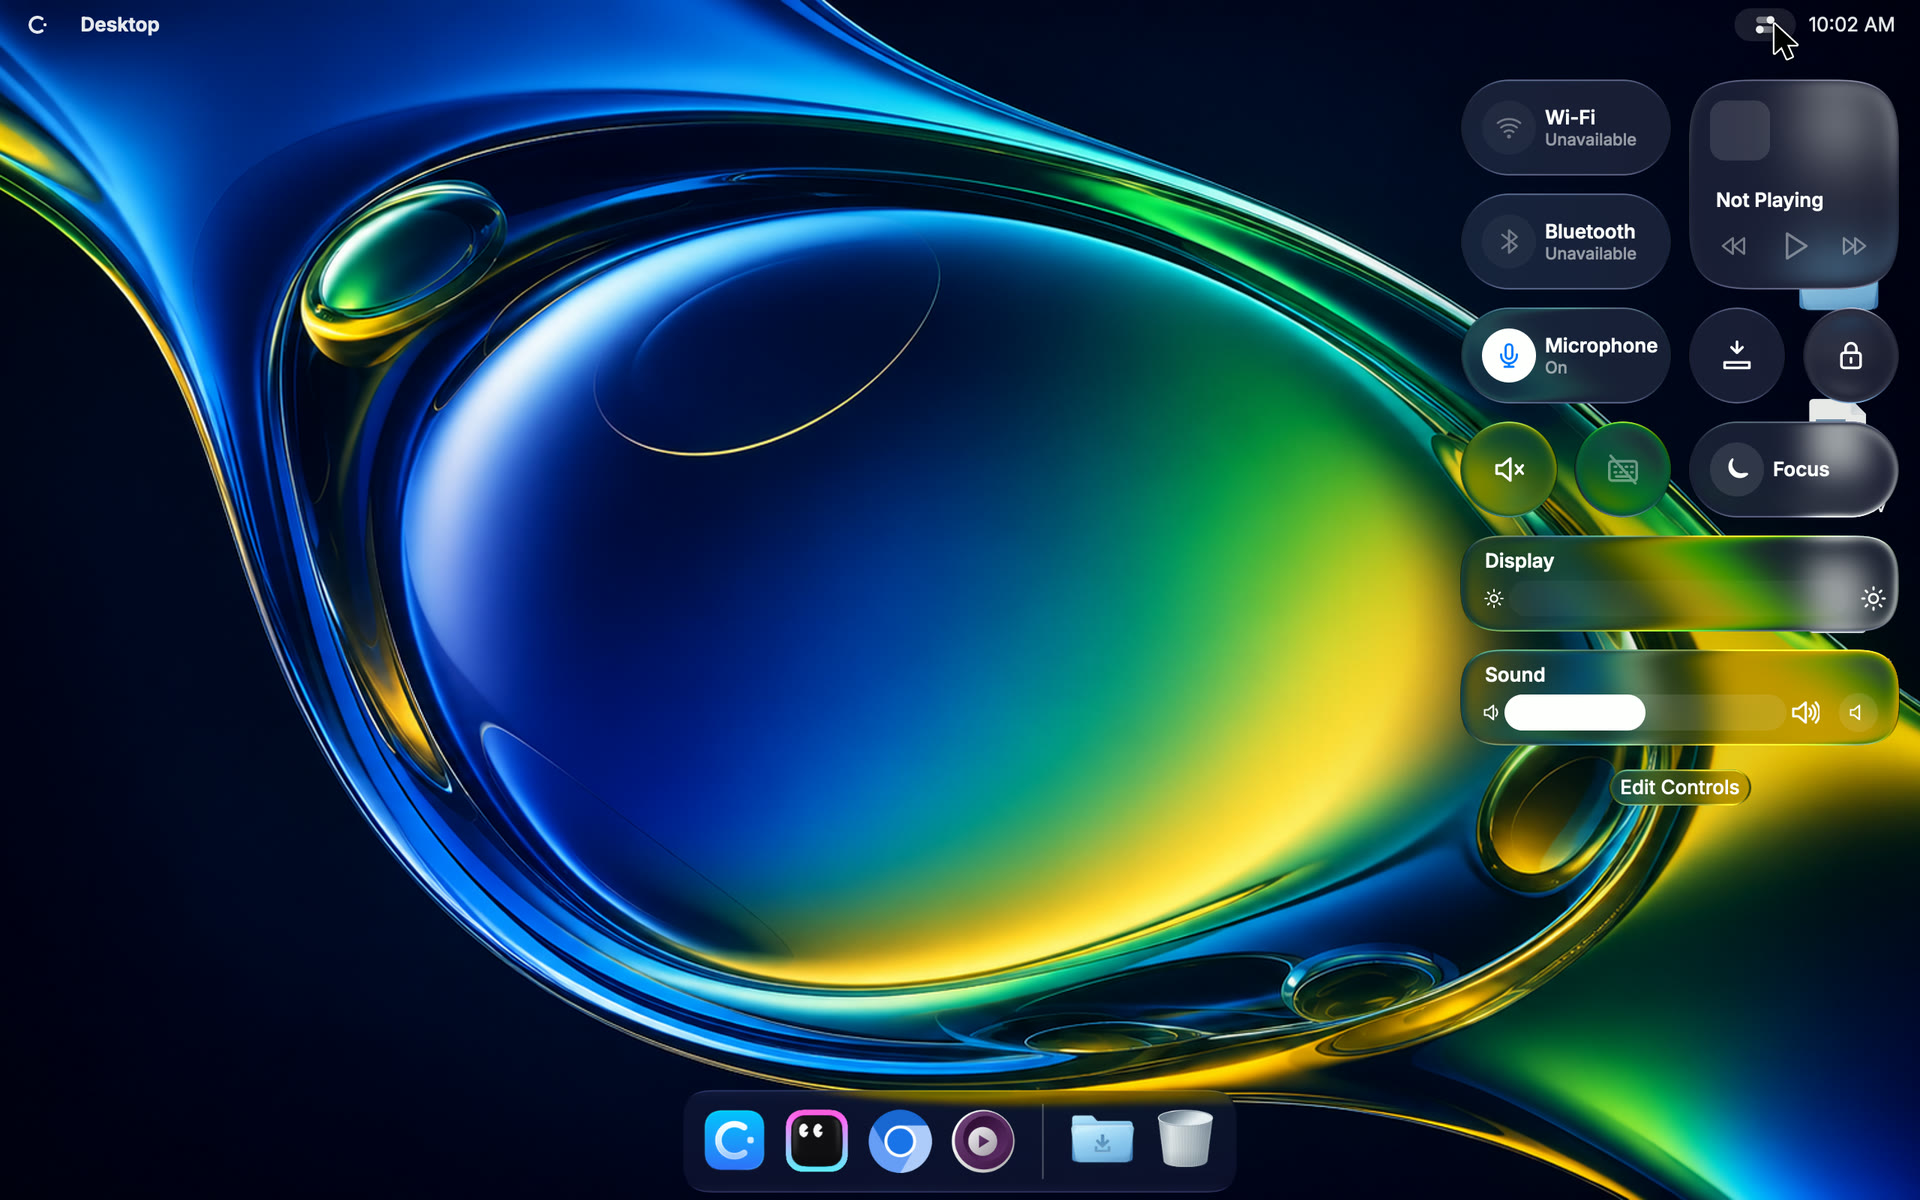 Desktop
10:02 AM
Wi-Fi
Unavailable
Not Playing
Bluetooth
Unavailable
Microphone
On
Focus
Display
Sound
Edit Controls